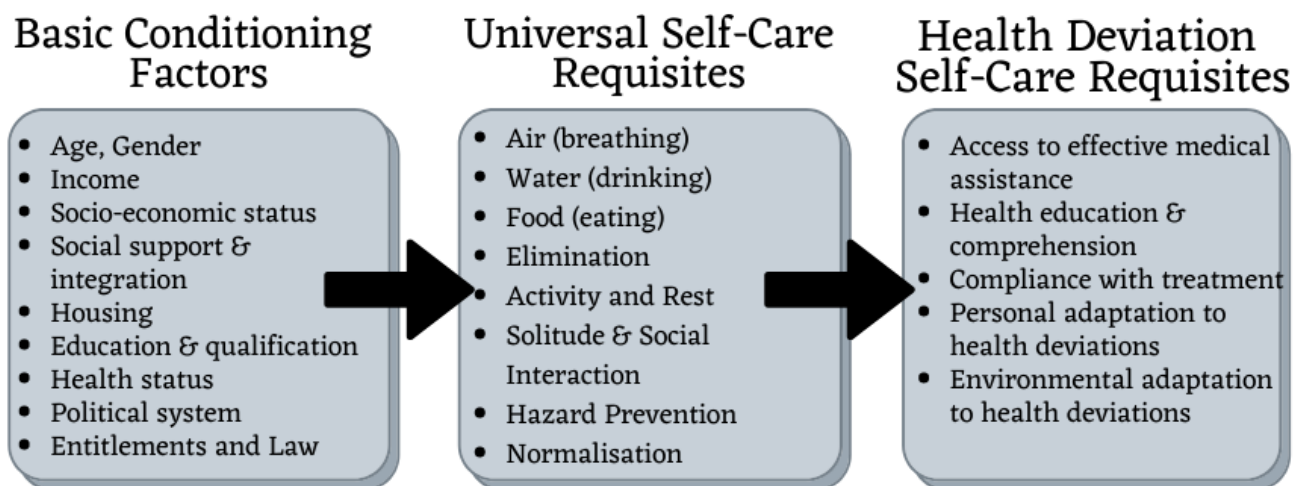 Basic Conditioning
Factors
• Age, Gender
• Income
• Socio-economic status
• Social support &
integration
• Housing
• Education & qualification
• Health status
• Political system
• Entitlements and Law
Universal Self-Care
Requisites
• Air (breathing)
• Water (drinking)
• Food (eating)
• Elimination
• Activity and Rest
• Solitude & Social
Interaction
• Hazard Prevention
• Normalisation
Health Deviation
Self-Care Requisites
• Access to effective medical
assistance
• Health education &
comprehension
• Compliance with treatment
• Personal adaptation to
health deviations
• Environmental adaptation
to health deviations